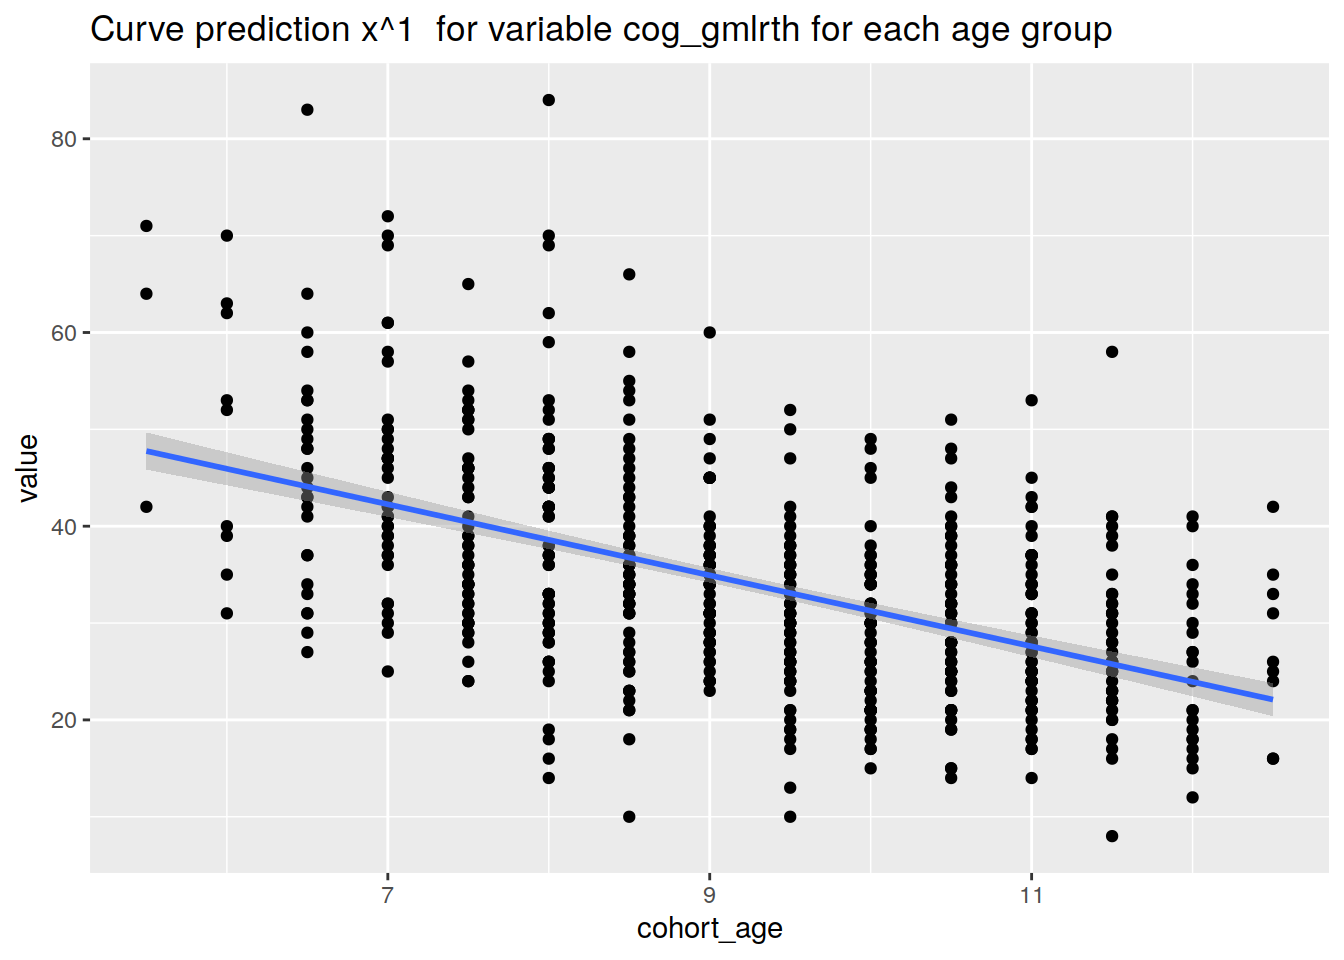 Curve prediction x^1  for variable cog_gmlrth for each age group
80
60
40
20
value
7
9
11
cohort_age